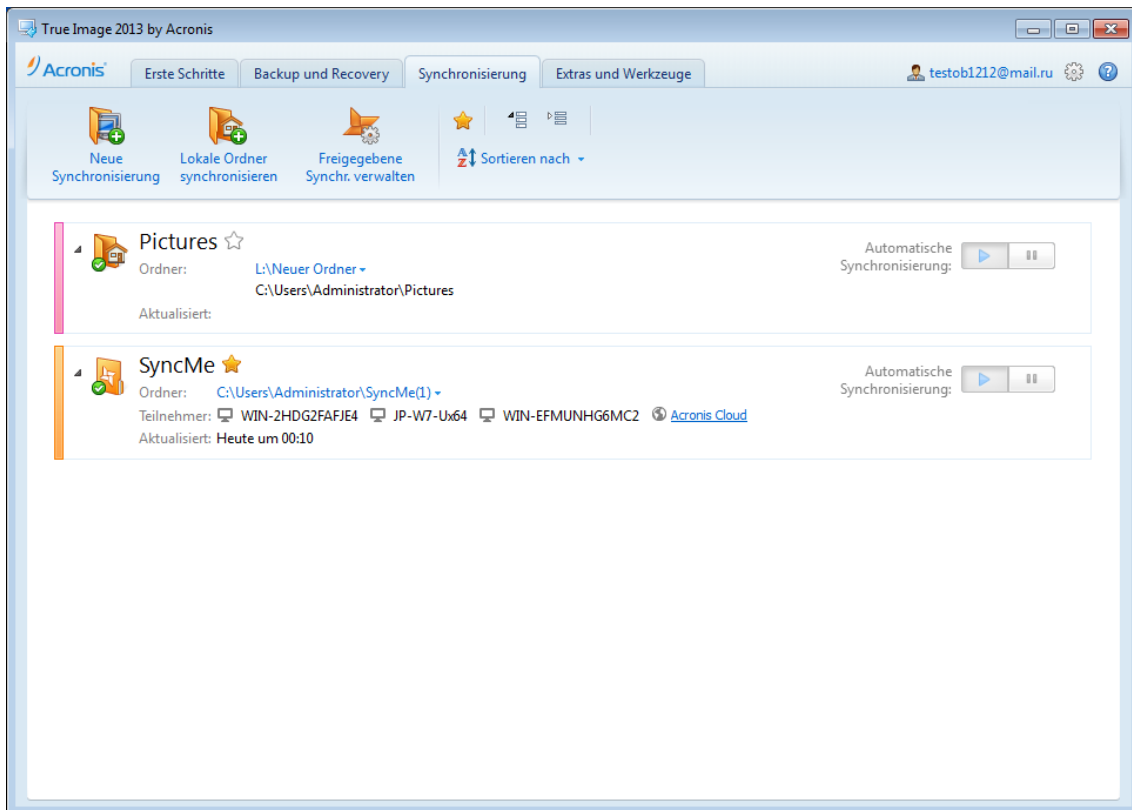 True Image 2013 by Acronis
Acronis
Erste Schritte
Backup und Recovery
Synchronisierung
Extras und Werkzeuge
testob1212@mail.ru
Neue
Synchronisierung
Lokale Ordner
synchronisieren
Freigegebene
Synchr. verwalten
Sortieren nach
Pictures
Ordner: L:\Neuer Ordner
C:\Users\Administrator\Pictures
Aktualisiert:
Automatische
Synchronisierung:
SyncMe
Ordner: C:\Users\Administrator\SyncMe(1)
Teilnehmer: WIN-2HDG2FAFJE4 JP-W7-Ux64 WIN-EFMUNHG6MC2 Acronis Cloud
Aktualisiert: Heute um 00:10
Automatische
Synchronisierung: